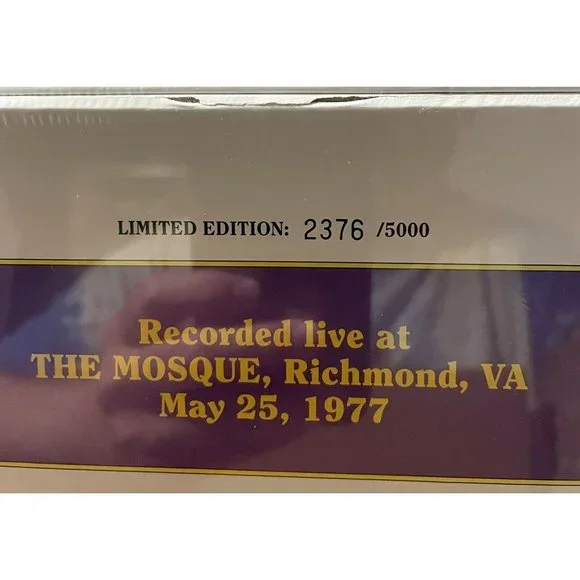 LIMITED EDITION: 2376 /5000
Recorded live at
THE MOSQUE, Richmond, VA
May 25, 1977